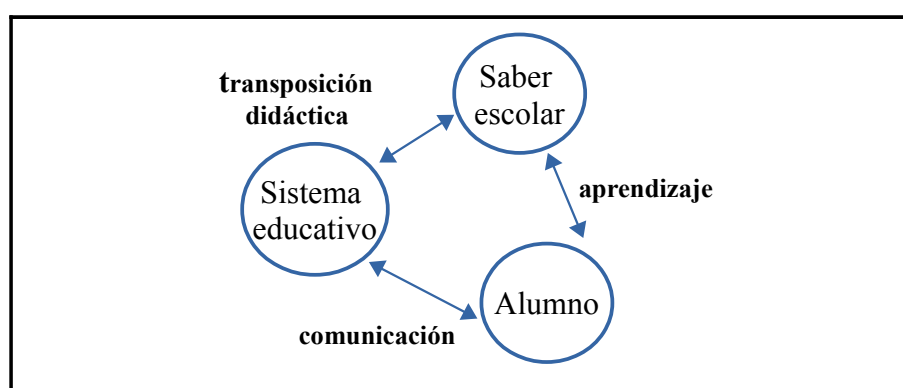 transposición
didáctica
Saber
escolar
Sistema
educativo
aprendizaje
Alumno
comunicación